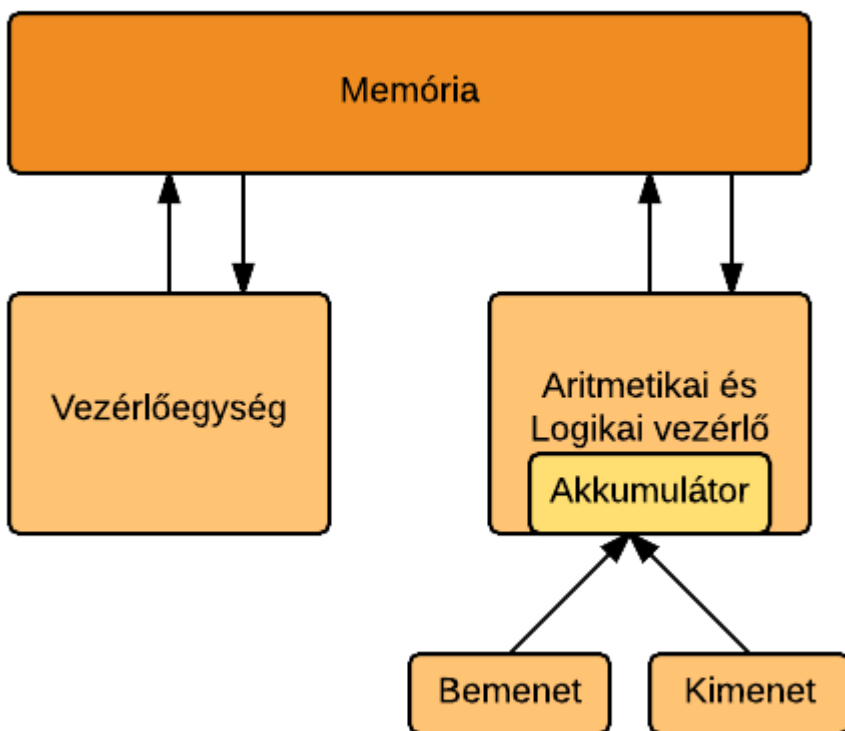 Memória
Vezérlőegység
Aritmetikai és
Logikai vezérlő
Akkumulátor
Bemenet
Kimenet